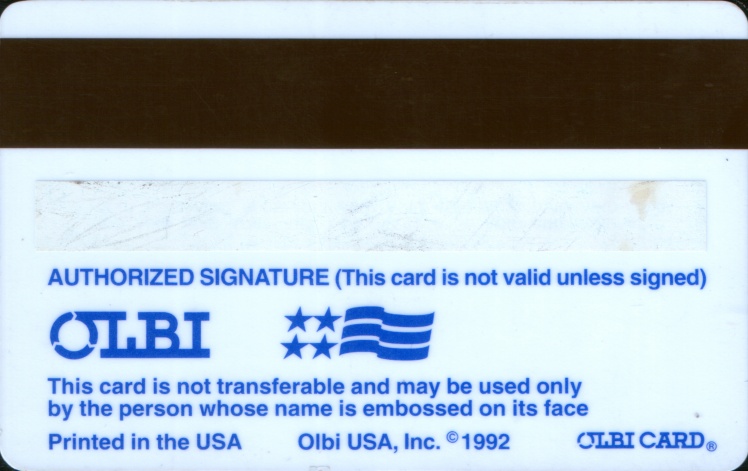 AUTHORIZED SIGNATURE (This card is not valid unless signed)
OLBI
This card is not transferable and may be used only
by the person whose name is embossed on its face
Printed in the USA Olbi USA, Inc. ©1992 OLBI CARD®